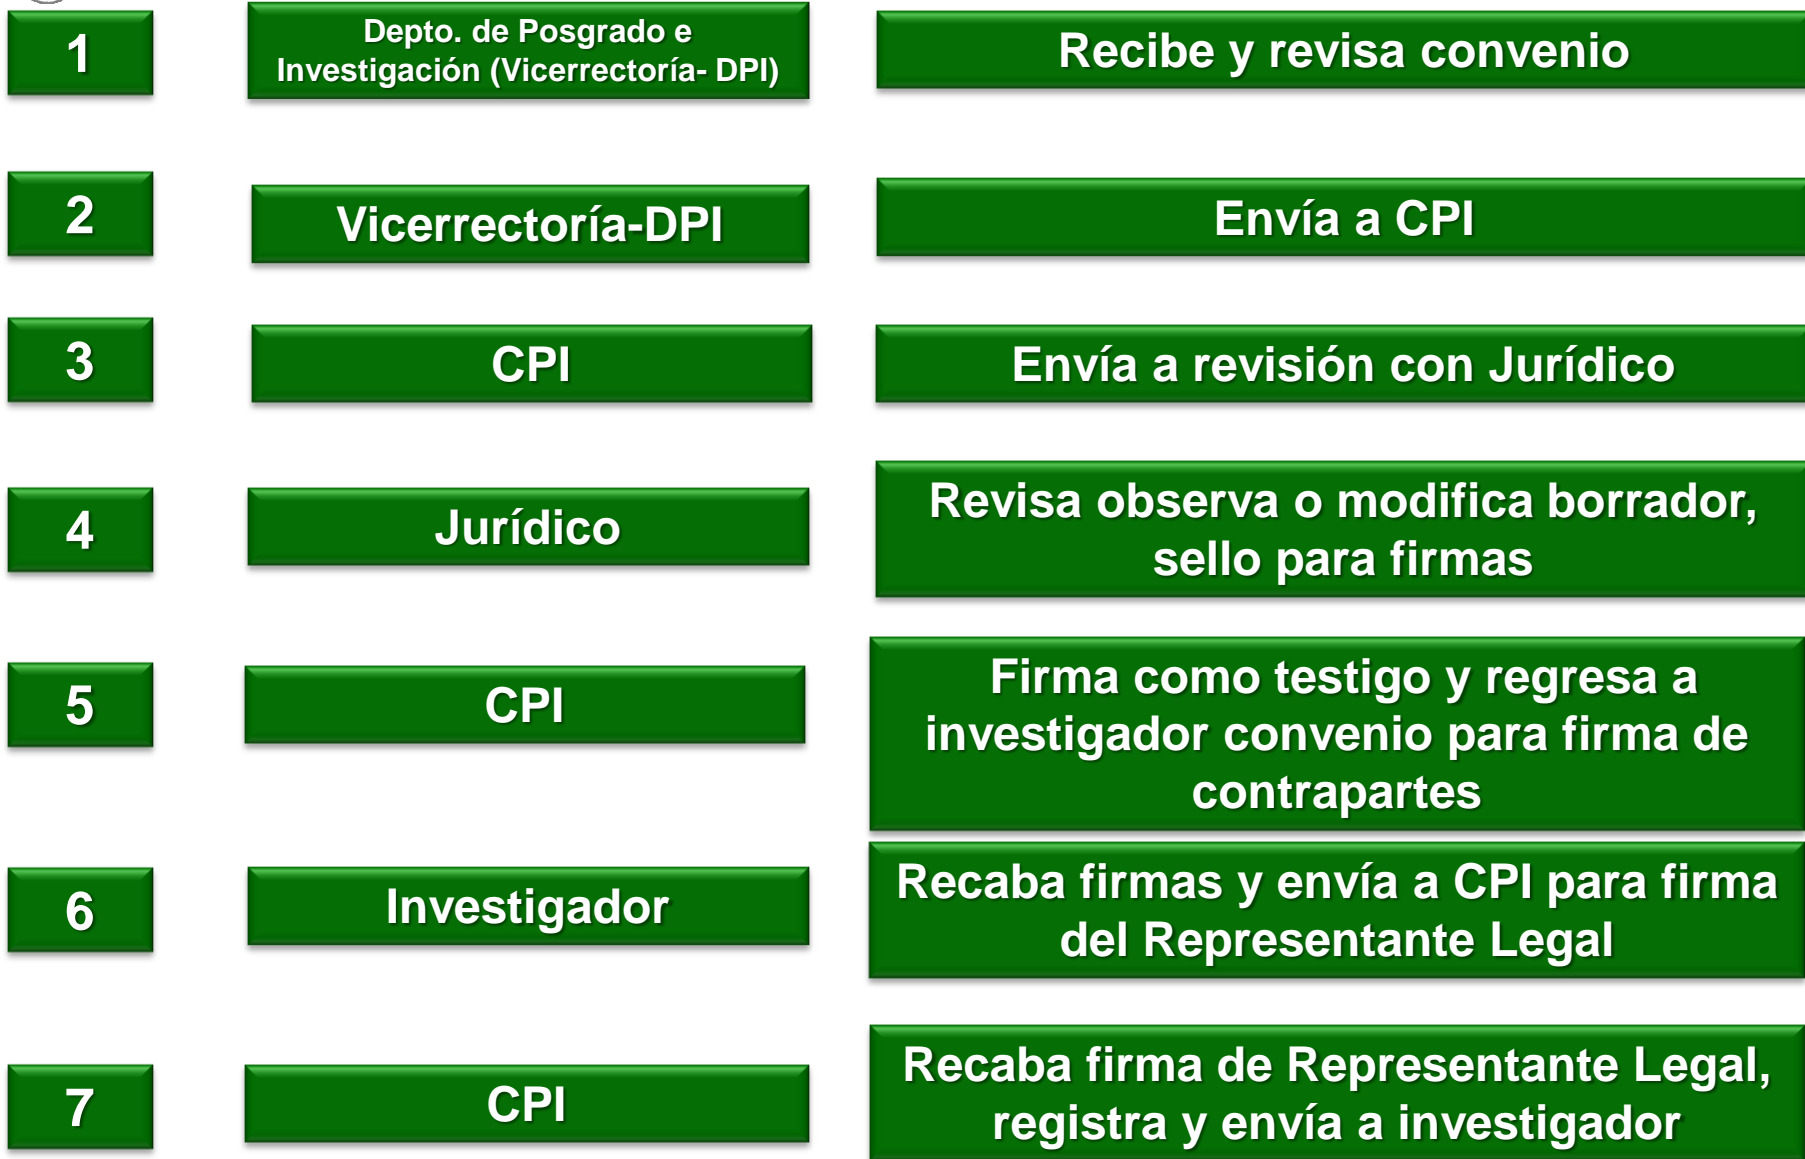 1
Depto. de Posgrado e
Investigación (Vicerrectoría- DPI)
Recibe y revisa convenio
2
Vicerrectoría-DPI
Envía a CPI
3
CPI
Envía a revisión con Jurídico
4
Jurídico
Revisa observa o modifica borrador,
sello para firmas
5
CPI
Firma como testigo y regresa a
investigador convenio para firma de
contrapartes
6
Investigador
Recaba firmas y envía a CPI para firma
del Representante Legal
7
CPI
Recaba firma de Representante Legal,
registra y envía a investigador